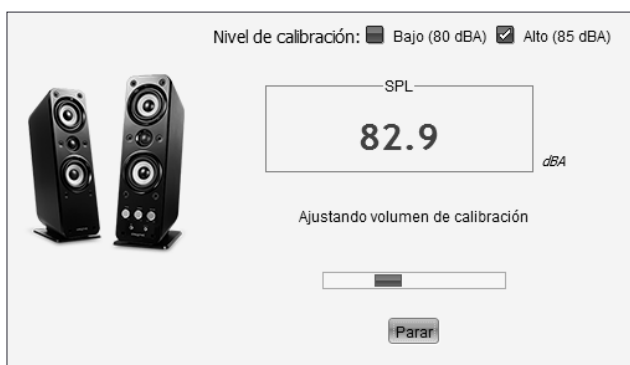 Nivel de calibración: Bajo (80 dBA) Alto (85 dBA)
SPL
82.9
dBA
Ajustando volumen de calibración
Parar